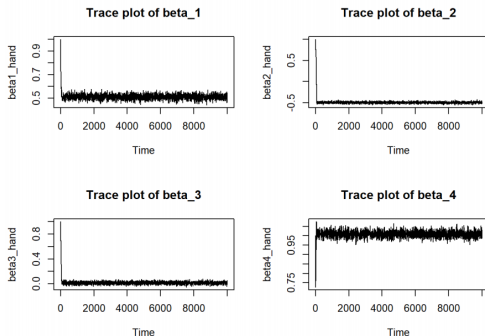 Trace plot of beta_1
beta1_hand
0.5 0.7 0.9
0 2000 4000 6000 8000
Time
Trace plot of beta_2
beta2_hand
-0.5 0.5
0 2000 4000 6000 8000
Time
Trace plot of beta_3
beta3_hand
0.0 0.4 0.8
0 2000 4000 6000 8000
Time
Trace plot of beta_4
beta4_hand
0.75 0.95
0 2000 4000 6000 8000
Time